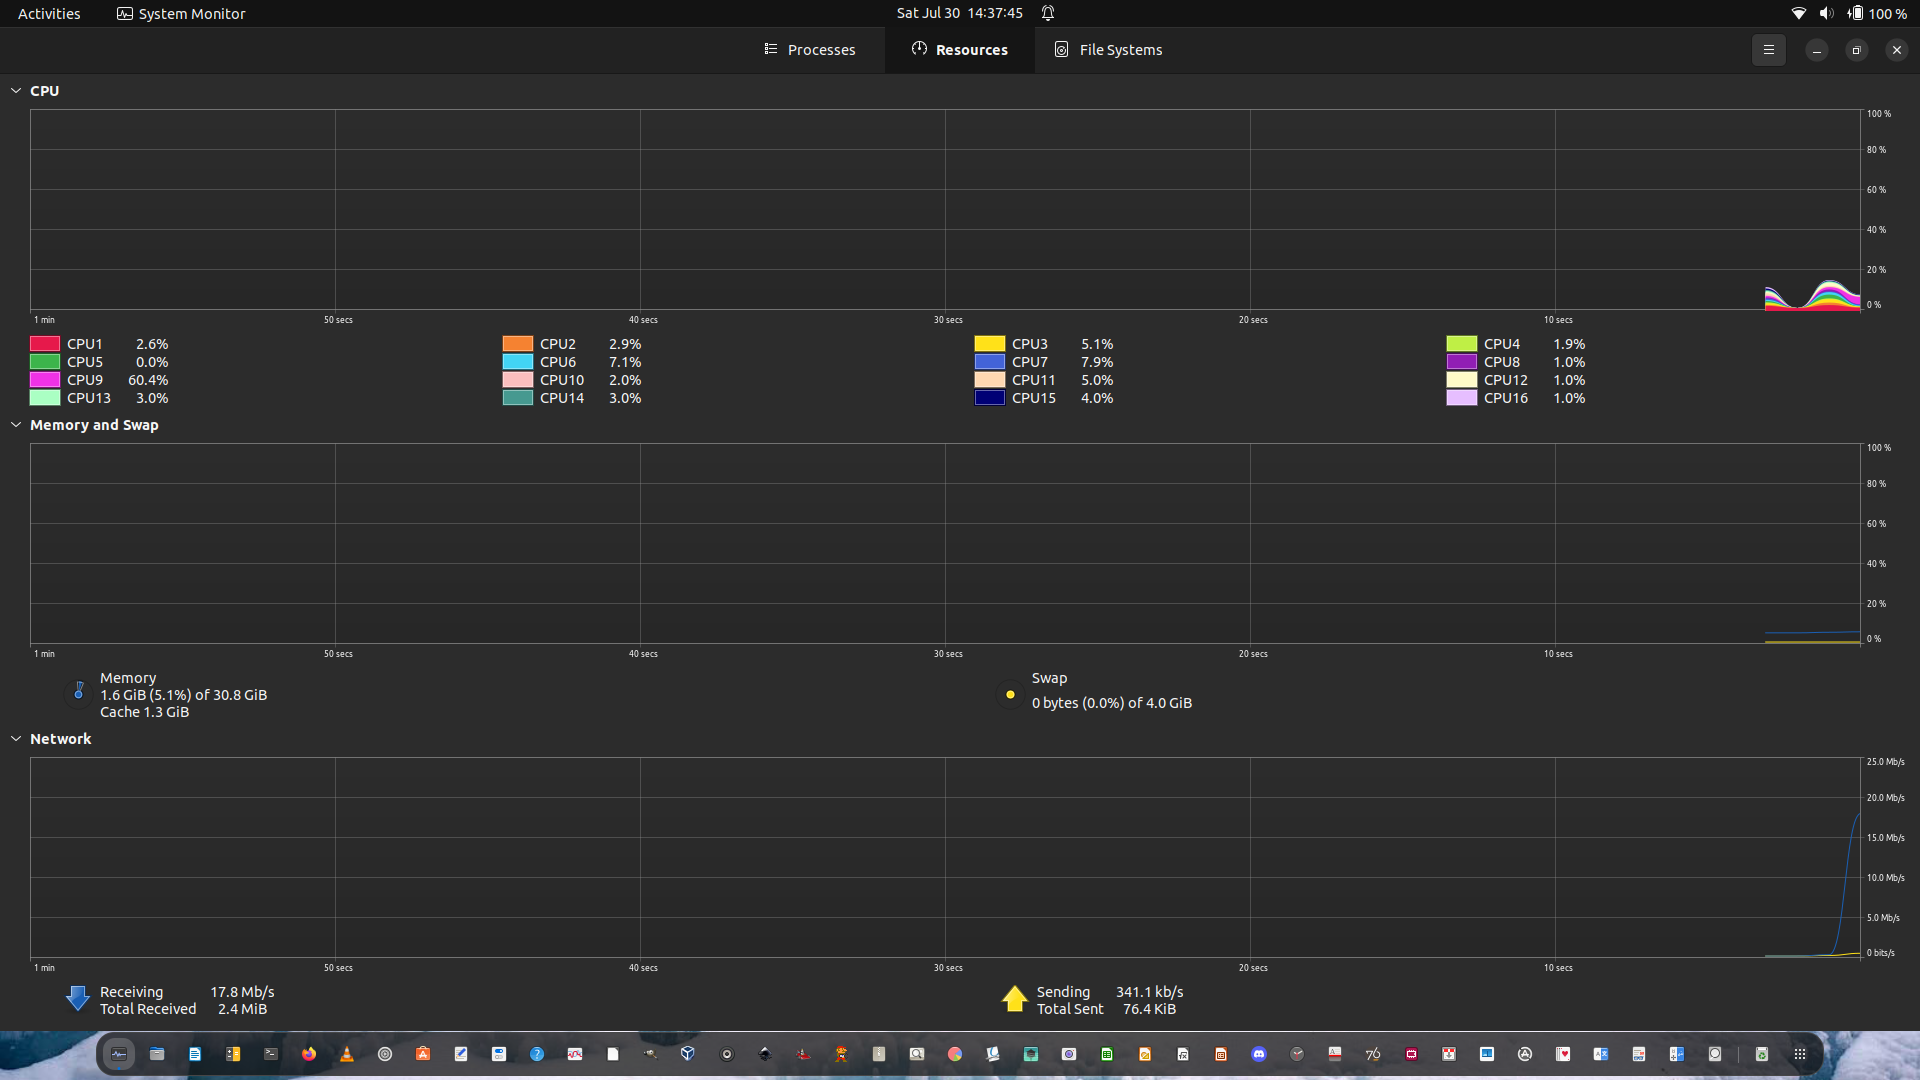 Activities System Monitor Sat Jul 30 14:37:45 100 %
Processes Resources File Systems
CPU
100 %
80 %
60 %
40 %
20 %
0 %
1 min 50 secs 40 secs 30 secs 20 secs 10 secs
CPU1 2.6% CPU2 2.9% CPU3 5.1% CPU4 1.9%
CPU5 0.0% CPU6 7.1% CPU7 7.9% CPU8 1.0%
CPU9 60.4% CPU10 2.0% CPU11 5.0% CPU12 1.0%
CPU13 3.0% CPU14 3.0% CPU15 4.0% CPU16 1.0%
Memory and Swap
100 %
80 %
60 %
40 %
20 %
0 %
1 min 50 secs 40 secs 30 secs 20 secs 10 secs
Memory Swap
1.6 GiB (5.1%) of 30.8 GiB 0 bytes (0.0%) of 4.0 GiB
Cache 1.3 GiB
Network
25.0 Mb/s
20.0 Mb/s
15.0 Mb/s
10.0 Mb/s
5.0 Mb/s
0 bits/s
1 min 50 secs 40 secs 30 secs 20 secs 10 secs
Receiving 17.8 Mb/s Sending 341.1 kb/s
Total Received 2.4 MiB Total Sent 76.4 KiB